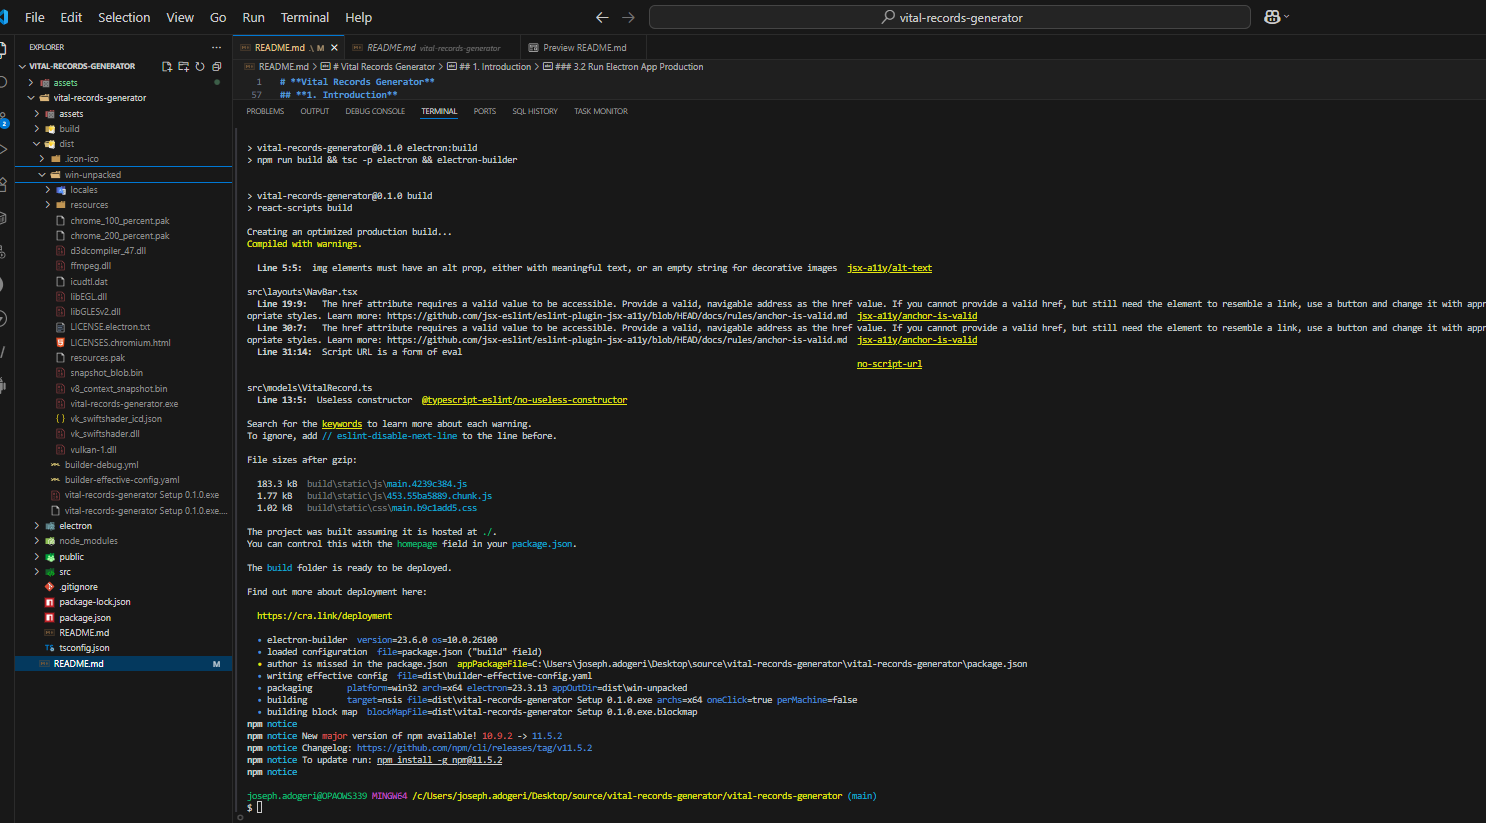 File Edit Selection View Go Run Terminal Help
vital-records-generator
EXPLORER
VITAL-RECORDS-GENERATOR
assets
vital-records-generator
assets
build
dist
.icon-ico
win-unpacked
locales
resources
chrome_100_percent.pak
chrome_200_percent.pak
d3dcompiler_47.dll
ffmpeg.dll
icudtl.dat
libEGL.dll
libGLESv2.dll
LICENSE.electron.txt
LICENSES.chromium.html
resources.pak
snapshot_blob.bin
v8_context_snapshot.bin
vital-records-generator.exe
vk_swiftshader_icd.json
vk_swiftshader.dll
vulkan-1.dll
builder-debug.yml
builder-effective-config.yaml
vital-records-generator Setup 0.1.0.exe
vital-records-generator Setup 0.1.0.exe....
electron
node_modules
public
src
.gitignore
package-lock.json
package.json
README.md
tsconfig.json
README.md M
2
README.md .\ M
README.md vital-records-generator
Preview README.md
README.md > # Vital Records Generator > ## 1. Introduction > ### 3.2 Run Electron App Production
1 # **Vital Records Generator**
57 ## **1. Introduction**
PROBLEMS OUTPUT DEBUG CONSOLE TERMINAL PORTS SQL HISTORY TASK MONITOR
> vital-records-generator@0.1.0 electron:build
> npm run build && tsc -p electron && electron-builder
> vital-records-generator@0.1.0 build
> react-scripts build
Creating an optimized production build...
Compiled with warnings.
Line 5:5: img elements must have an alt prop, either with meaningful text, or an empty string for decorative images jsx-a11y/alt-text
src\layouts\NavBar.tsx
Line 19:9: The href attribute requires a valid value to be accessible. Provide a valid, navigable address as the href value. If you cannot provide a valid href, but still need the element to resemble a link, use a button and change it with appr
opriate styles. Learn more: https://github.com/jsx-eslint/eslint-plugin-jsx-a11y/blob/HEAD/docs/rules/anchor-is-valid.md jsx-a11y/anchor-is-valid
Line 30:7: The href attribute requires a valid value to be accessible. Provide a valid, navigable address as the href value. If you cannot provide a valid href, but still need the element to resemble a link, use a button and change it with appr
opriate styles. Learn more: https://github.com/jsx-eslint/eslint-plugin-jsx-a11y/blob/HEAD/docs/rules/anchor-is-valid.md jsx-a11y/anchor-is-valid
Line 31:14: Script URL is a form of eval
no-script-url
src\models\VitalRecord.ts
Line 13:5: Useless constructor @typescript-eslint/no-useless-constructor
Search for the keywords to learn more about each warning.
To ignore, add // eslint-disable-next-line to the line before.
File sizes after gzip:
183.3 kB build\static\js\main.4239c384.js
1.77 kB build\static\js\453.55ba5889.chunk.js
1.02 kB build\static\css\main.b9c1add5.css
The project was built assuming it is hosted at ./.
You can control this with the homepage field in your package.json.
The build folder is ready to be deployed.
Find out more about deployment here:
https://cra.link/deployment
• electron-builder version=23.6.0 os=10.0.26100
• loaded configuration file=package.json ("build" field)
• author is missed in the package.json appPackageFile=C:\Users\joseph.adogeri\Desktop\source\vital-records-generator\vital-records-generator\package.json
• writing effective config file=dist\builder-effective-config.yaml
• packaging platform=win32 arch=x64 electron=23.3.13 appOutDir=dist\win-unpacked
• building target=nsis file=dist\vital-records-generator Setup 0.1.0.exe archs=x64 oneClick=true perMachine=false
• building block map blockMapFile=dist\vital-records-generator Setup 0.1.0.exe.blockmap
npm notice
npm notice New major version of npm available! 10.9.2 -> 11.5.2
npm notice Changelog: https://github.com/npm/cli/releases/tag/v11.5.2
npm notice To update run: npm install -g npm@11.5.2
npm notice
joseph.adogeri@OPAOWS339 MINGW64 /c/Users/joseph.adogeri/Desktop/source/vital-records-generator/vital-records-generator (main)
$